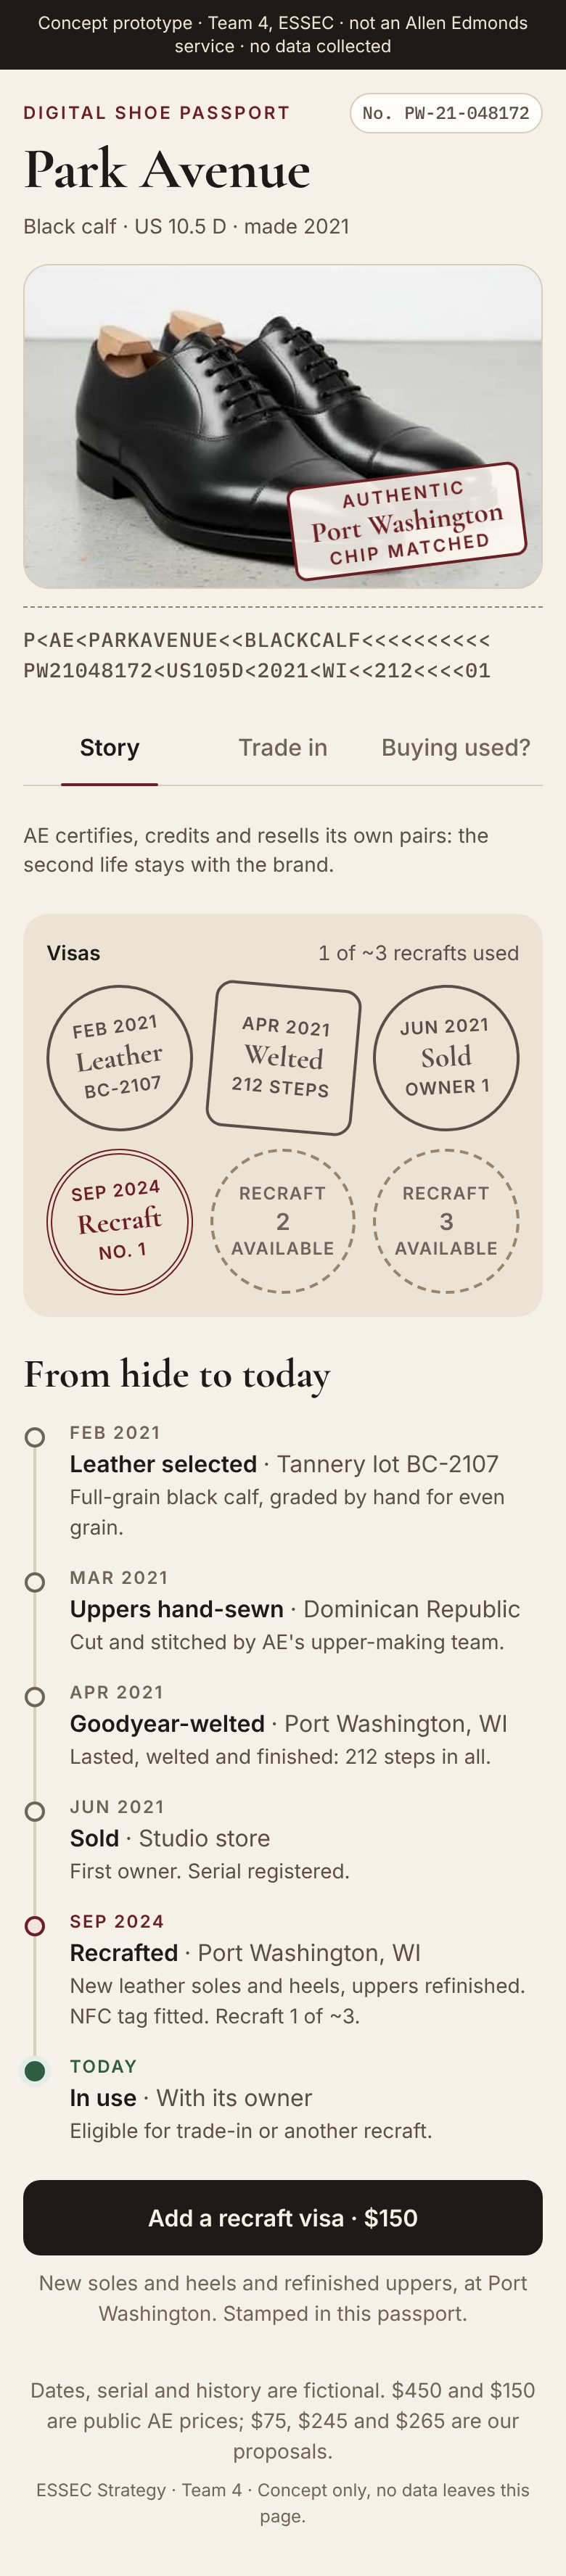 Concept prototype · Team 4, ESSEC · not an Allen Edmonds
service · no data collected
DIGITAL SHOE PASSPORT
No. PW-21-048172
Park Avenue
Black calf · US 10.5 D · made 2021
AUTHENTIC
Port Washington
CHIP MATCHED
P<AE<PARKAVENUE<<BLACKCALF<<<<<<<<<<
PW21048172<US105D<2021<WI<<212<<<<01
Story
Trade in
Buying used?
AE certifies, credits and resells its own pairs: the
second life stays with the brand.
Visas
1 of ~3 recrafts used
FEB 2021
Leather
BC-2107
APR 2021
Welted
212 STEPS
JUN 2021
Sold
OWNER 1
SEP 2024
Recraft
NO. 1
RECRAFT
2
AVAILABLE
RECRAFT
3
AVAILABLE
From hide to today
FEB 2021
Leather selected · Tannery lot BC-2107
Full-grain black calf, graded by hand for even
grain.
MAR 2021
Uppers hand-sewn · Dominican Republic
Cut and stitched by AE's upper-making team.
APR 2021
Goodyear-welted · Port Washington, WI
Lasted, welted and finished: 212 steps in all.
JUN 2021
Sold · Studio store
First owner. Serial registered.
SEP 2024
Recrafted · Port Washington, WI
New leather soles and heels, uppers refinished.
NFC tag fitted. Recraft 1 of ~3.
TODAY
In use · With its owner
Eligible for trade-in or another recraft.
Add a recraft visa · $150
New soles and heels and refinished uppers, at Port
Washington. Stamped in this passport.
Dates, serial and history are fictional. $450 and $150
are public AE prices; $75, $245 and $265 are our
proposals.
ESSEC Strategy · Team 4 · Concept only, no data leaves this
page.